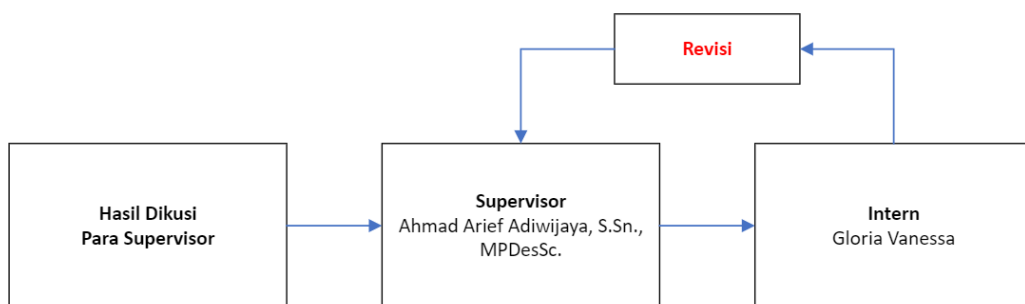 Revisi
Hasil Dikusi
Para Supervisor
Supervisor
Ahmad Arief Adiwijaya, S.Sn.,
MPDesSc.
Intern
Gloria Vanessa